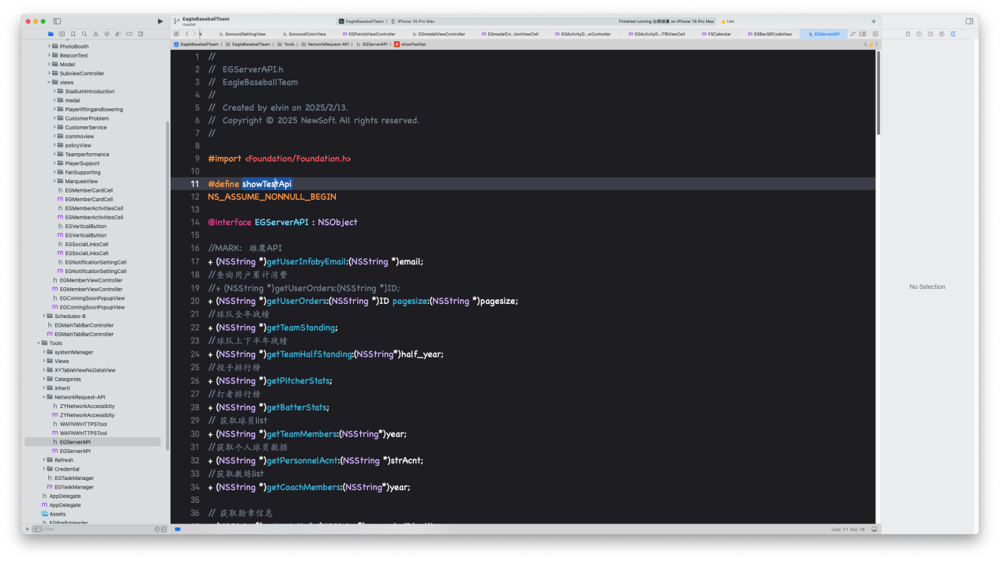 EagleBaseballTeam
master
EagleBaseballTeam
iPhone 16 Pro Max
Finished running 台鋼雄鷹 on iPhone 16 Pro Max
144
GoroundSettingView
GoroundColorView
EGPointsViewController
EGmedalViewController
EGmedalCo...tionViewCell
EGActivityD...wController
EGActivityD...ITBViewCell
FSCalendar
EGBarQRCodeView
EGServerAPI
EagleBaseballTeam
EagleBaseballTeam
Tools
NetworkRequest-API
EGServerAPI
showTestApi
PhotoBooth
BeaconTest
Model
SubviewController
views
StadiumIntroduction
medal
Playerliftingandlowering
CustomerProblem
CustomerService
commoview
policyView
Teamperformance
PlayerSupport
FanSupporting
MarqueeView
h EGMemberCardCell
m EGMemberCardCell
h EGMemberActivitiesCell
m EGMemberActivitiesCell
h EGVerticalButton
m EGVerticalButton
h EGSocialLinksCell
m EGSocialLinksCell
h EGNotificationSettingCell
m EGNotificationSettingCell
h EGMemberViewController
m EGMemberViewController
h EGComingSoonPopupView
m EGComingSoonPopupView
Schedules-B
h EGMainTabBarController
m EGMainTabBarController
Tools
systemManager
Views
XYTableViewNoDataView
Categories
inherit
NetworkRequest-API
h ZYNetworkAccessibity
m ZYNetworkAccessibity
h WAFNWHTTPSTool
m WAFNWHTTPSTool
h EGServerAPI
m EGServerAPI
Refresh
Credential
h EGTaskManager
m EGTaskManager
h AppDelegate
m AppDelegate
Assets
h EGPrefixHeader
Filter
1 //
2 // EGServerAPI.h
3 // EagleBaseballTeam
4 //
5 // Created by elvin on 2025/2/13.
6 // Copyright © 2025 NewSoft. All rights reserved.
7 //
8
9 #import <Foundation/Foundation.h>
10
11 #define showTestApi
12 NS_ASSUME_NONNULL_BEGIN
13
14 @interface EGServerAPI : NSObject
15
16 //MARK: 雄鹰API
17 + (NSString *)getUserInfobyEmail:(NSString *)email;
18 //查询用户累计消费
19 //+ (NSString *)getUserOrders:(NSString *)ID;
20 + (NSString *)getUserOrders:(NSString *)ID pagesize:(NSString *)pagesize;
21 //球队全年战绩
22 + (NSString *)getTeamStanding;
23 //球队上下半年战绩
24 + (NSString *)getTeamHalfStanding:(NSString*)half_year;
25 //投手排行榜
26 + (NSString *)getPitcherStats;
27 //打者排行榜
28 + (NSString *)getBatterStats;
29 // 获取球员list
30 + (NSString *)getTeamMembers:(NSString*)year;
31 //获取个人球员数据
32 + (NSString *)getPersonnelAcnt:(NSString *)strAcnt;
33 //获取教练list
34 + (NSString *)getCoachMembers:(NSString*)year;
35
36 // 获取勋章信息
Line: 11 Col: 16
No Selection